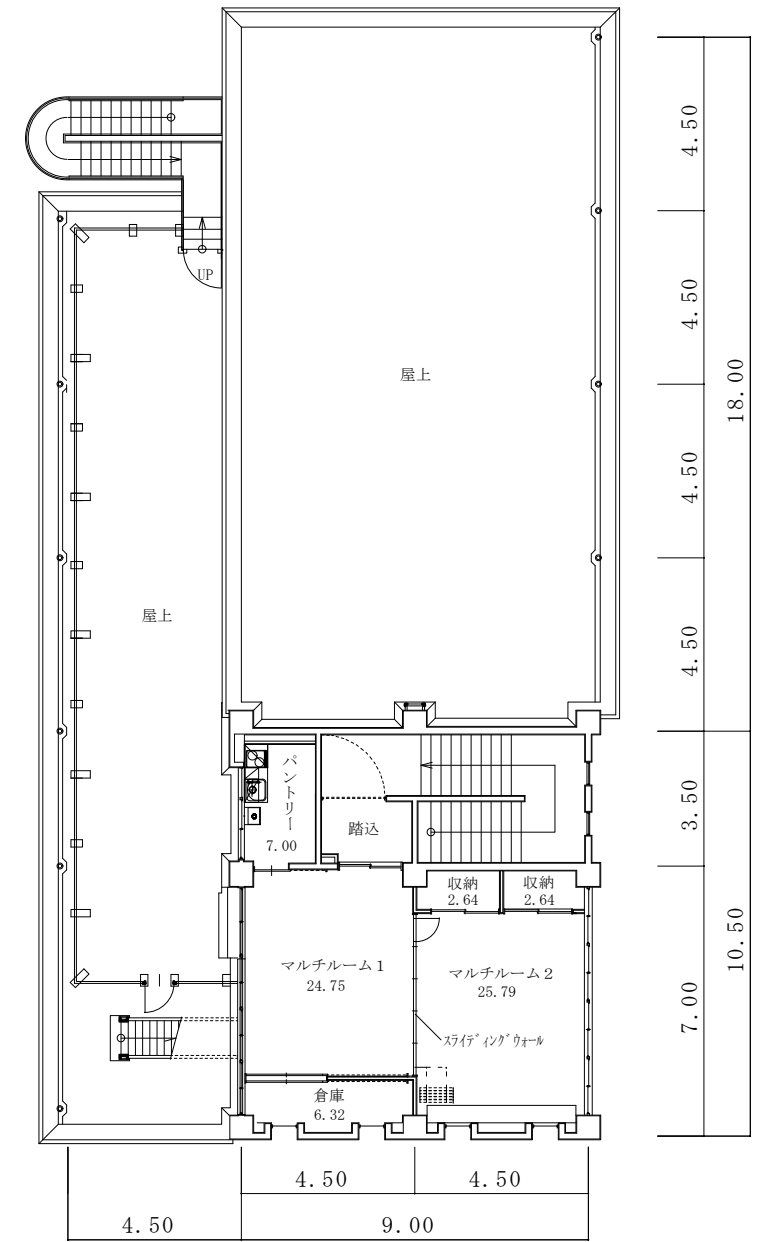 4.50
4.50
18.00
4.50
4.50
3.50
10.50
7.00
UP
屋上
屋上
パントリー
7.00
踏込
収納
2.64
収納
2.64
マルチルーム1
24.75
マルチルーム2
25.79
スライディングウォール
倉庫
6.32
4.50
4.50
4.50
9.00